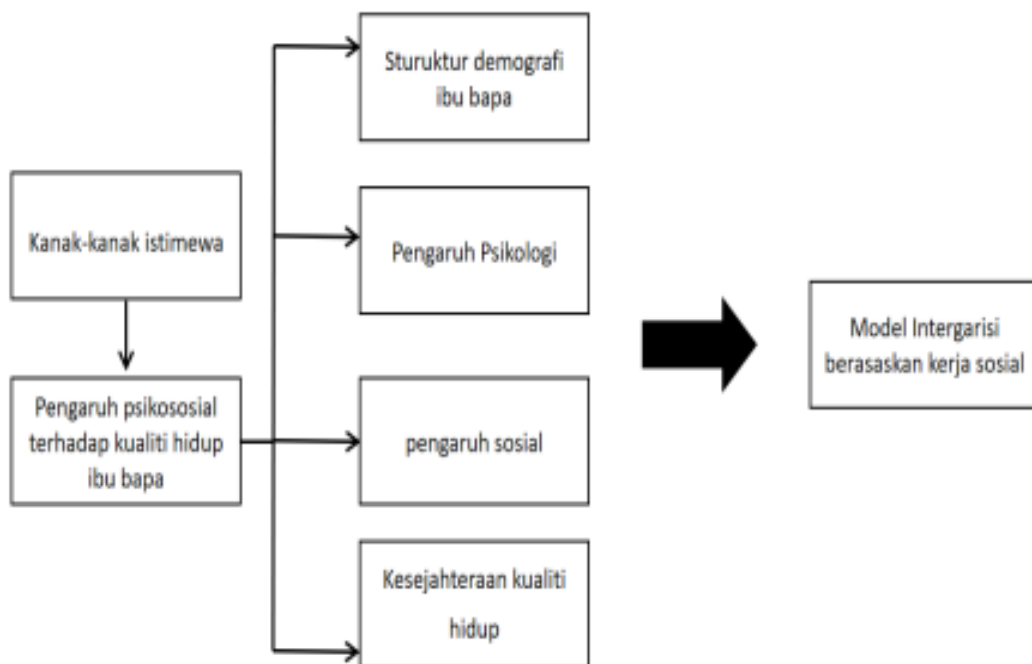 Kanak-kanak istimewa
Pengaruh psikososial
terhadap kualiti hidup
ibu bapa
Sturuktur demografi
ibu bapa
Pengaruh Psikologi
pengaruh sosial
Kesejahteraan kualiti
hidup
Model Intergarisi
berasaskan kerja sosial